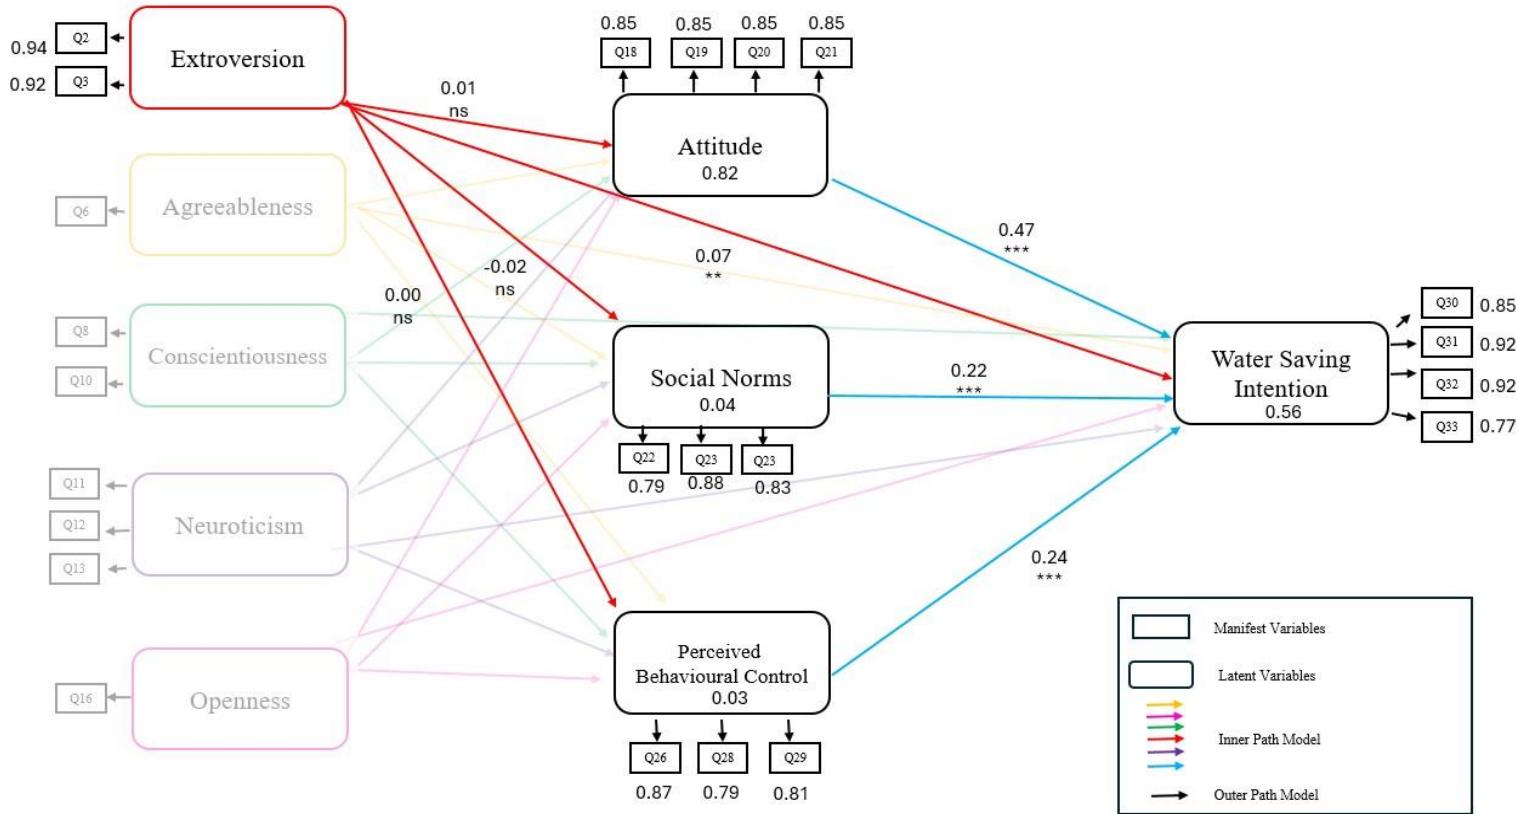 0.94
Q2
0.92
Q3
Extroversion
Q6
Agreeableness
Q8
Q10
Conscientiousness
Q11
Q12
Q13
Neuroticism
Q16
Openness
0.01
ns
-0.02
ns
0.00
ns
0.07
**
0.85
0.85
0.85
0.85
Q18
Q19
Q20
Q21
Attitude
0.82
Social Norms
0.04
Q22
Q23
Q23
0.79
0.88
0.83
Perceived
Behavioural Control
0.03
Q26
Q28
Q29
0.87
0.79
0.81
0.47
***
0.22
***
0.24
***
Water Saving
Intention
0.56
Q30
0.85
Q31
0.92
Q32
0.92
Q33
0.77
Manifest Variables
Latent Variables
Inner Path Model
Outer Path Model